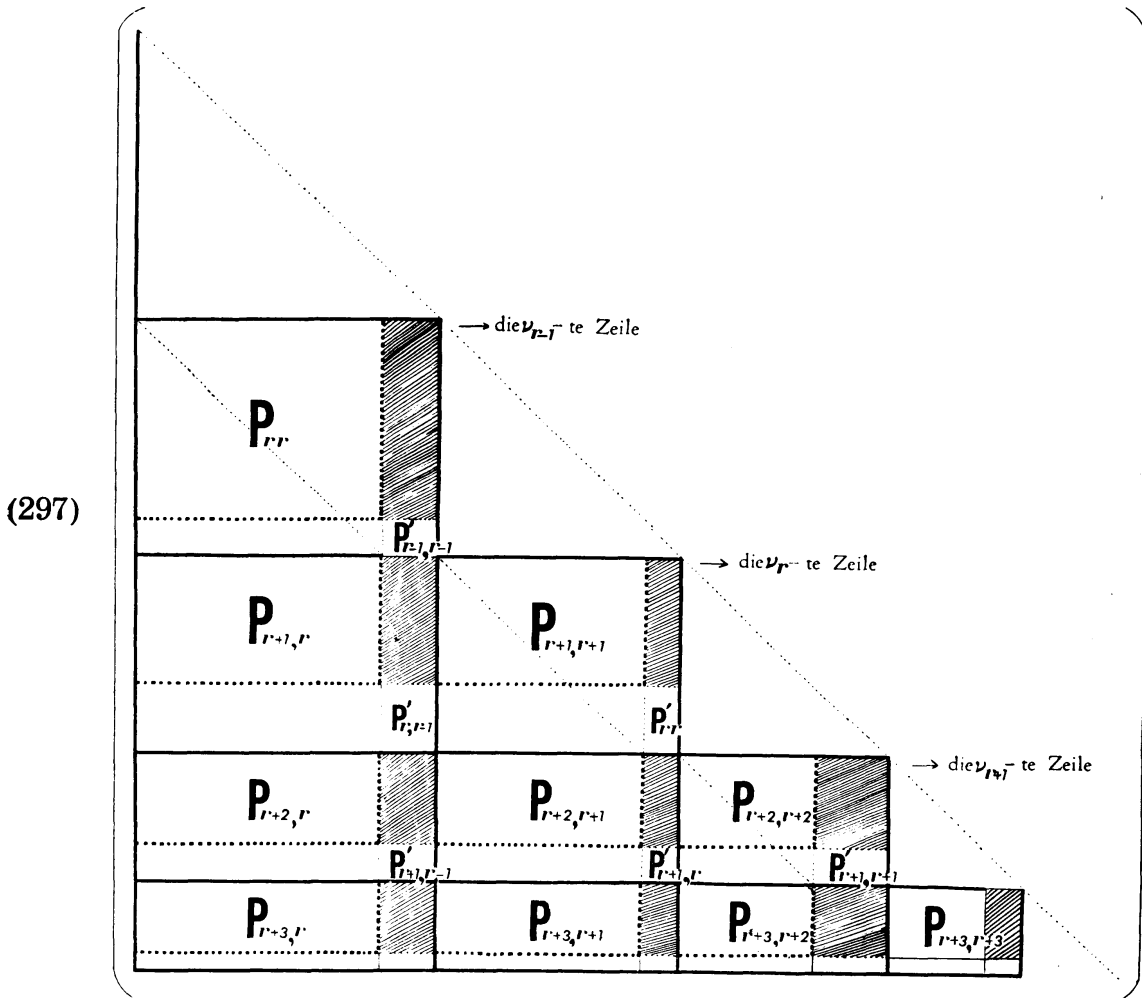 → die ν_{r-1}- te Zeile
P_{rr}
(297)
P'_{r-1,r-1}
→ die ν_r- te Zeile
P_{r+1,r} P_{r+1,r+1}
P'_{r,r-1} P'_{rr}
→ die ν_{r+1}- te Zeile
P_{r+2,r} P_{r+2,r+1} P_{r+2,r+2}
P'_{r+1,r-1} P'_{r+1,r} P'_{r+1,r+1}
P_{r+3,r} P_{r+3,r+1} P_{r+3,r+2} P_{r+3,r+3}